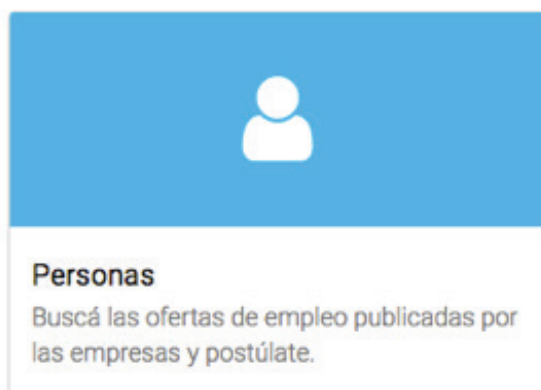 Personas
Buscá las ofertas de empleo publicadas por
las empresas y postúlate.